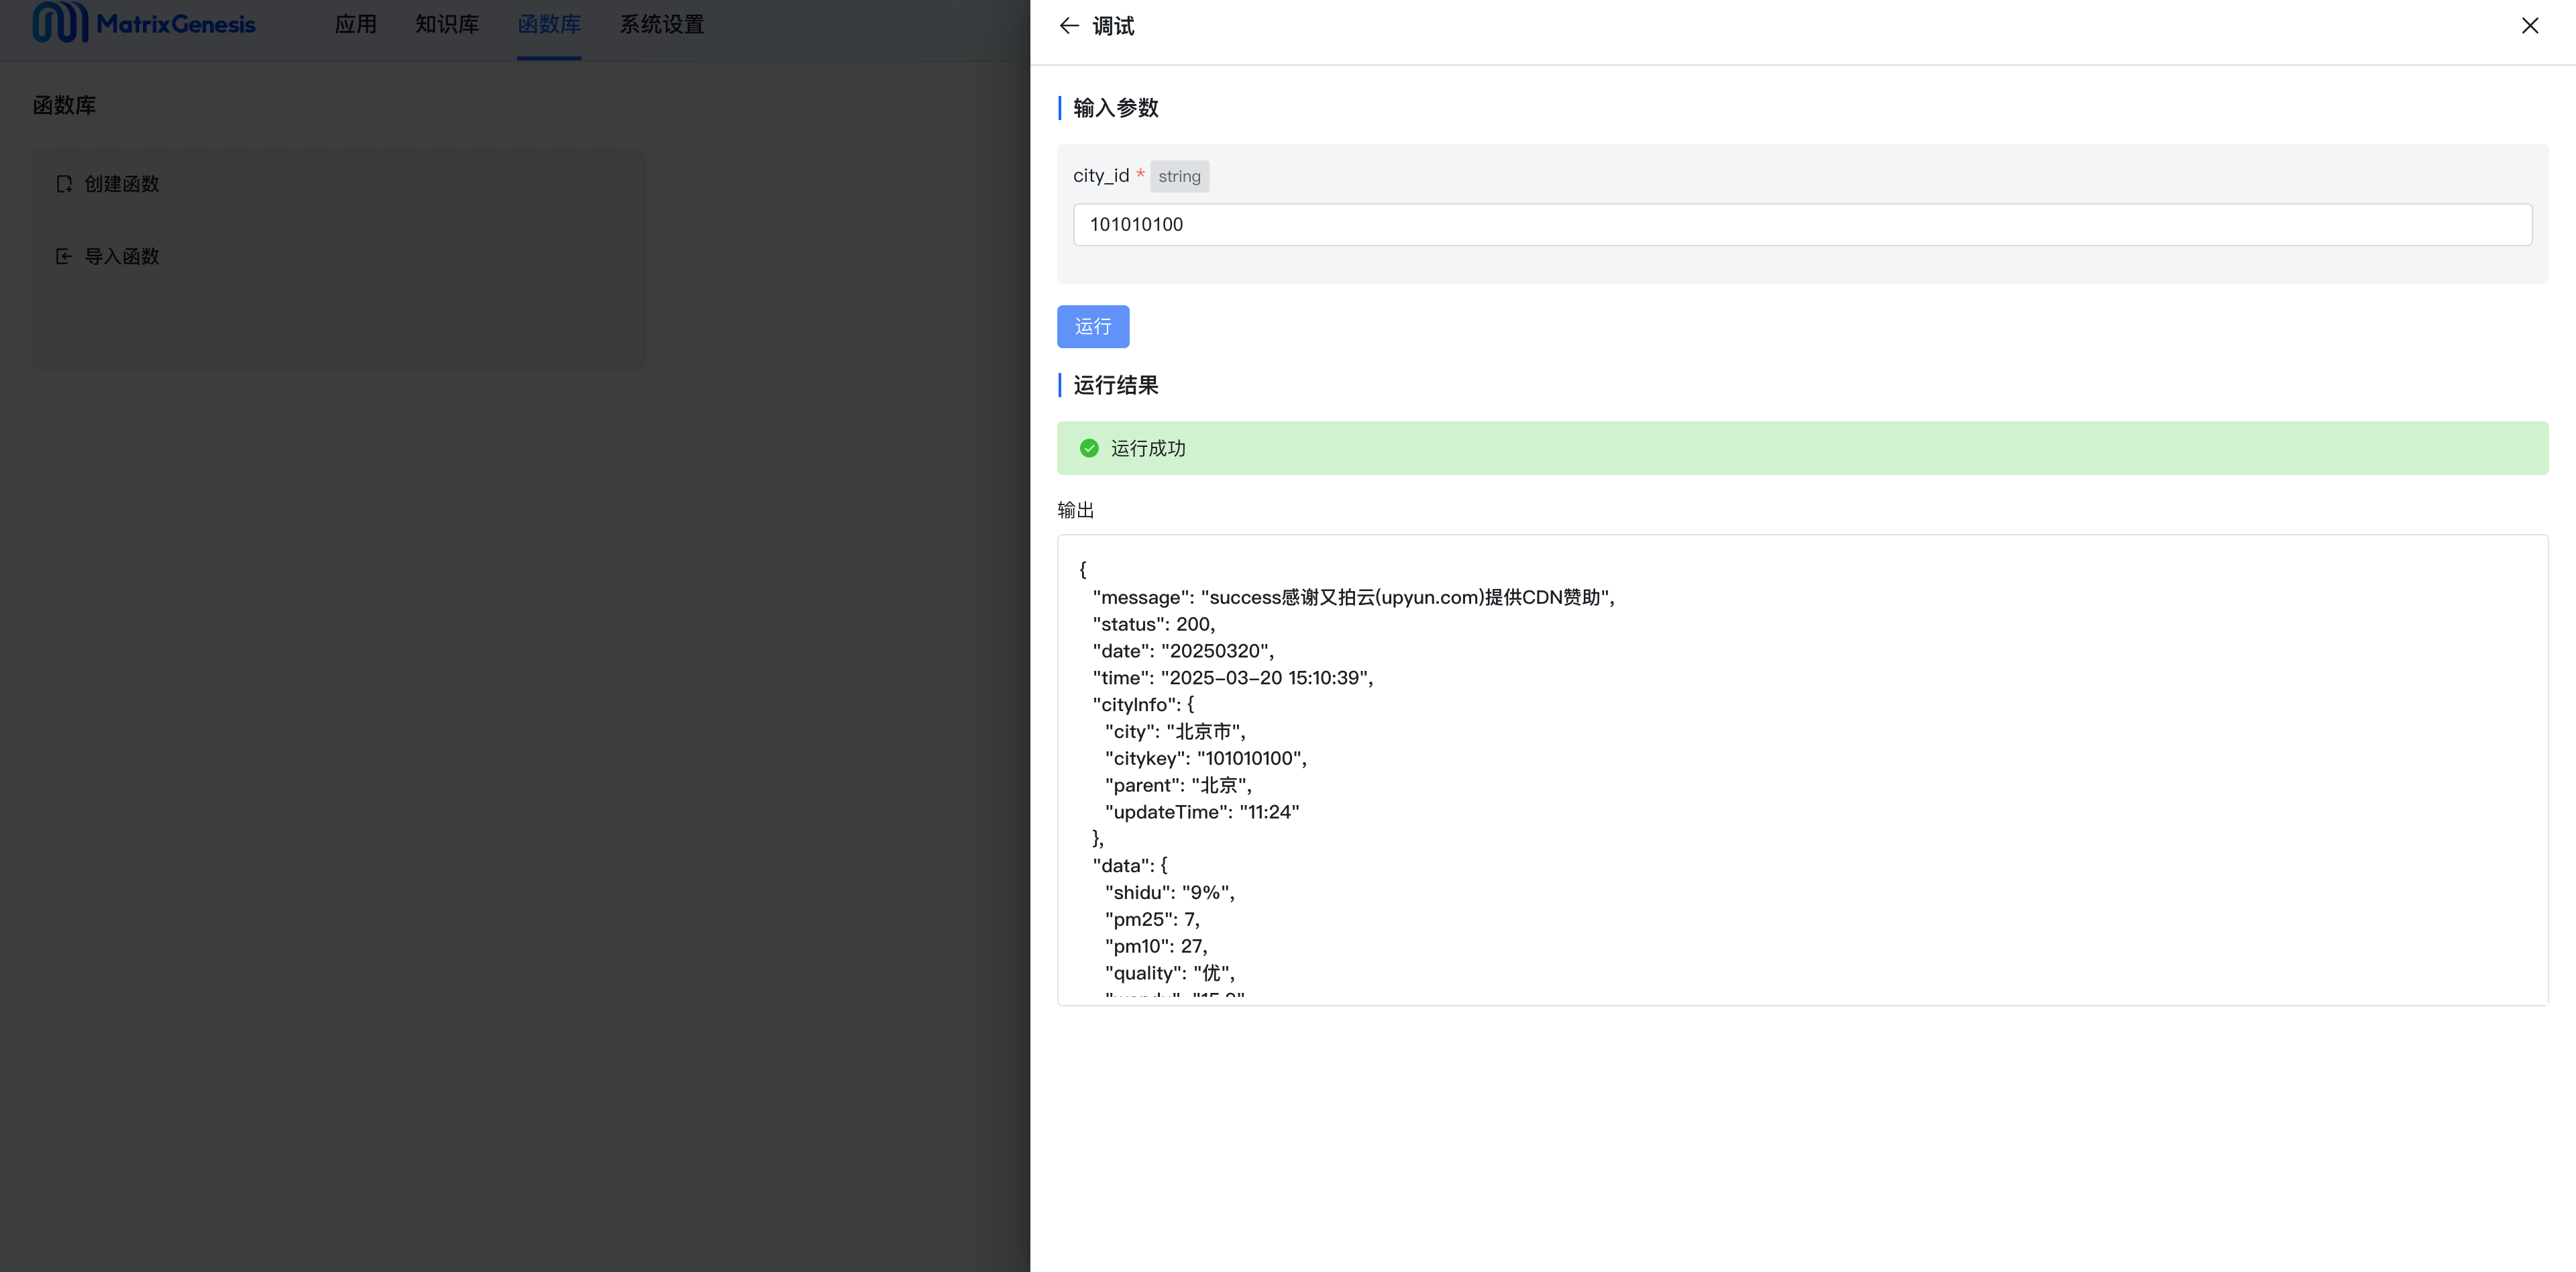 MatrixGenesis
应用
知识库
函数库
系统设置
函数库
创建函数
导入函数
调试
输入参数
city_id * string
101010100
运行
运行结果
运行成功
输出
{
"message": "success感谢又拍云(upyun.com)提供CDN赞助",
"status": 200,
"date": "20250320",
"time": "2025-03-20 15:10:39",
"cityInfo": {
"city": "北京市",
"citykey": "101010100",
"parent": "北京",
"updateTime": "11:24"
},
"data": {
"shidu": "9%",
"pm25": 7,
"pm10": 27,
"quality": "优",